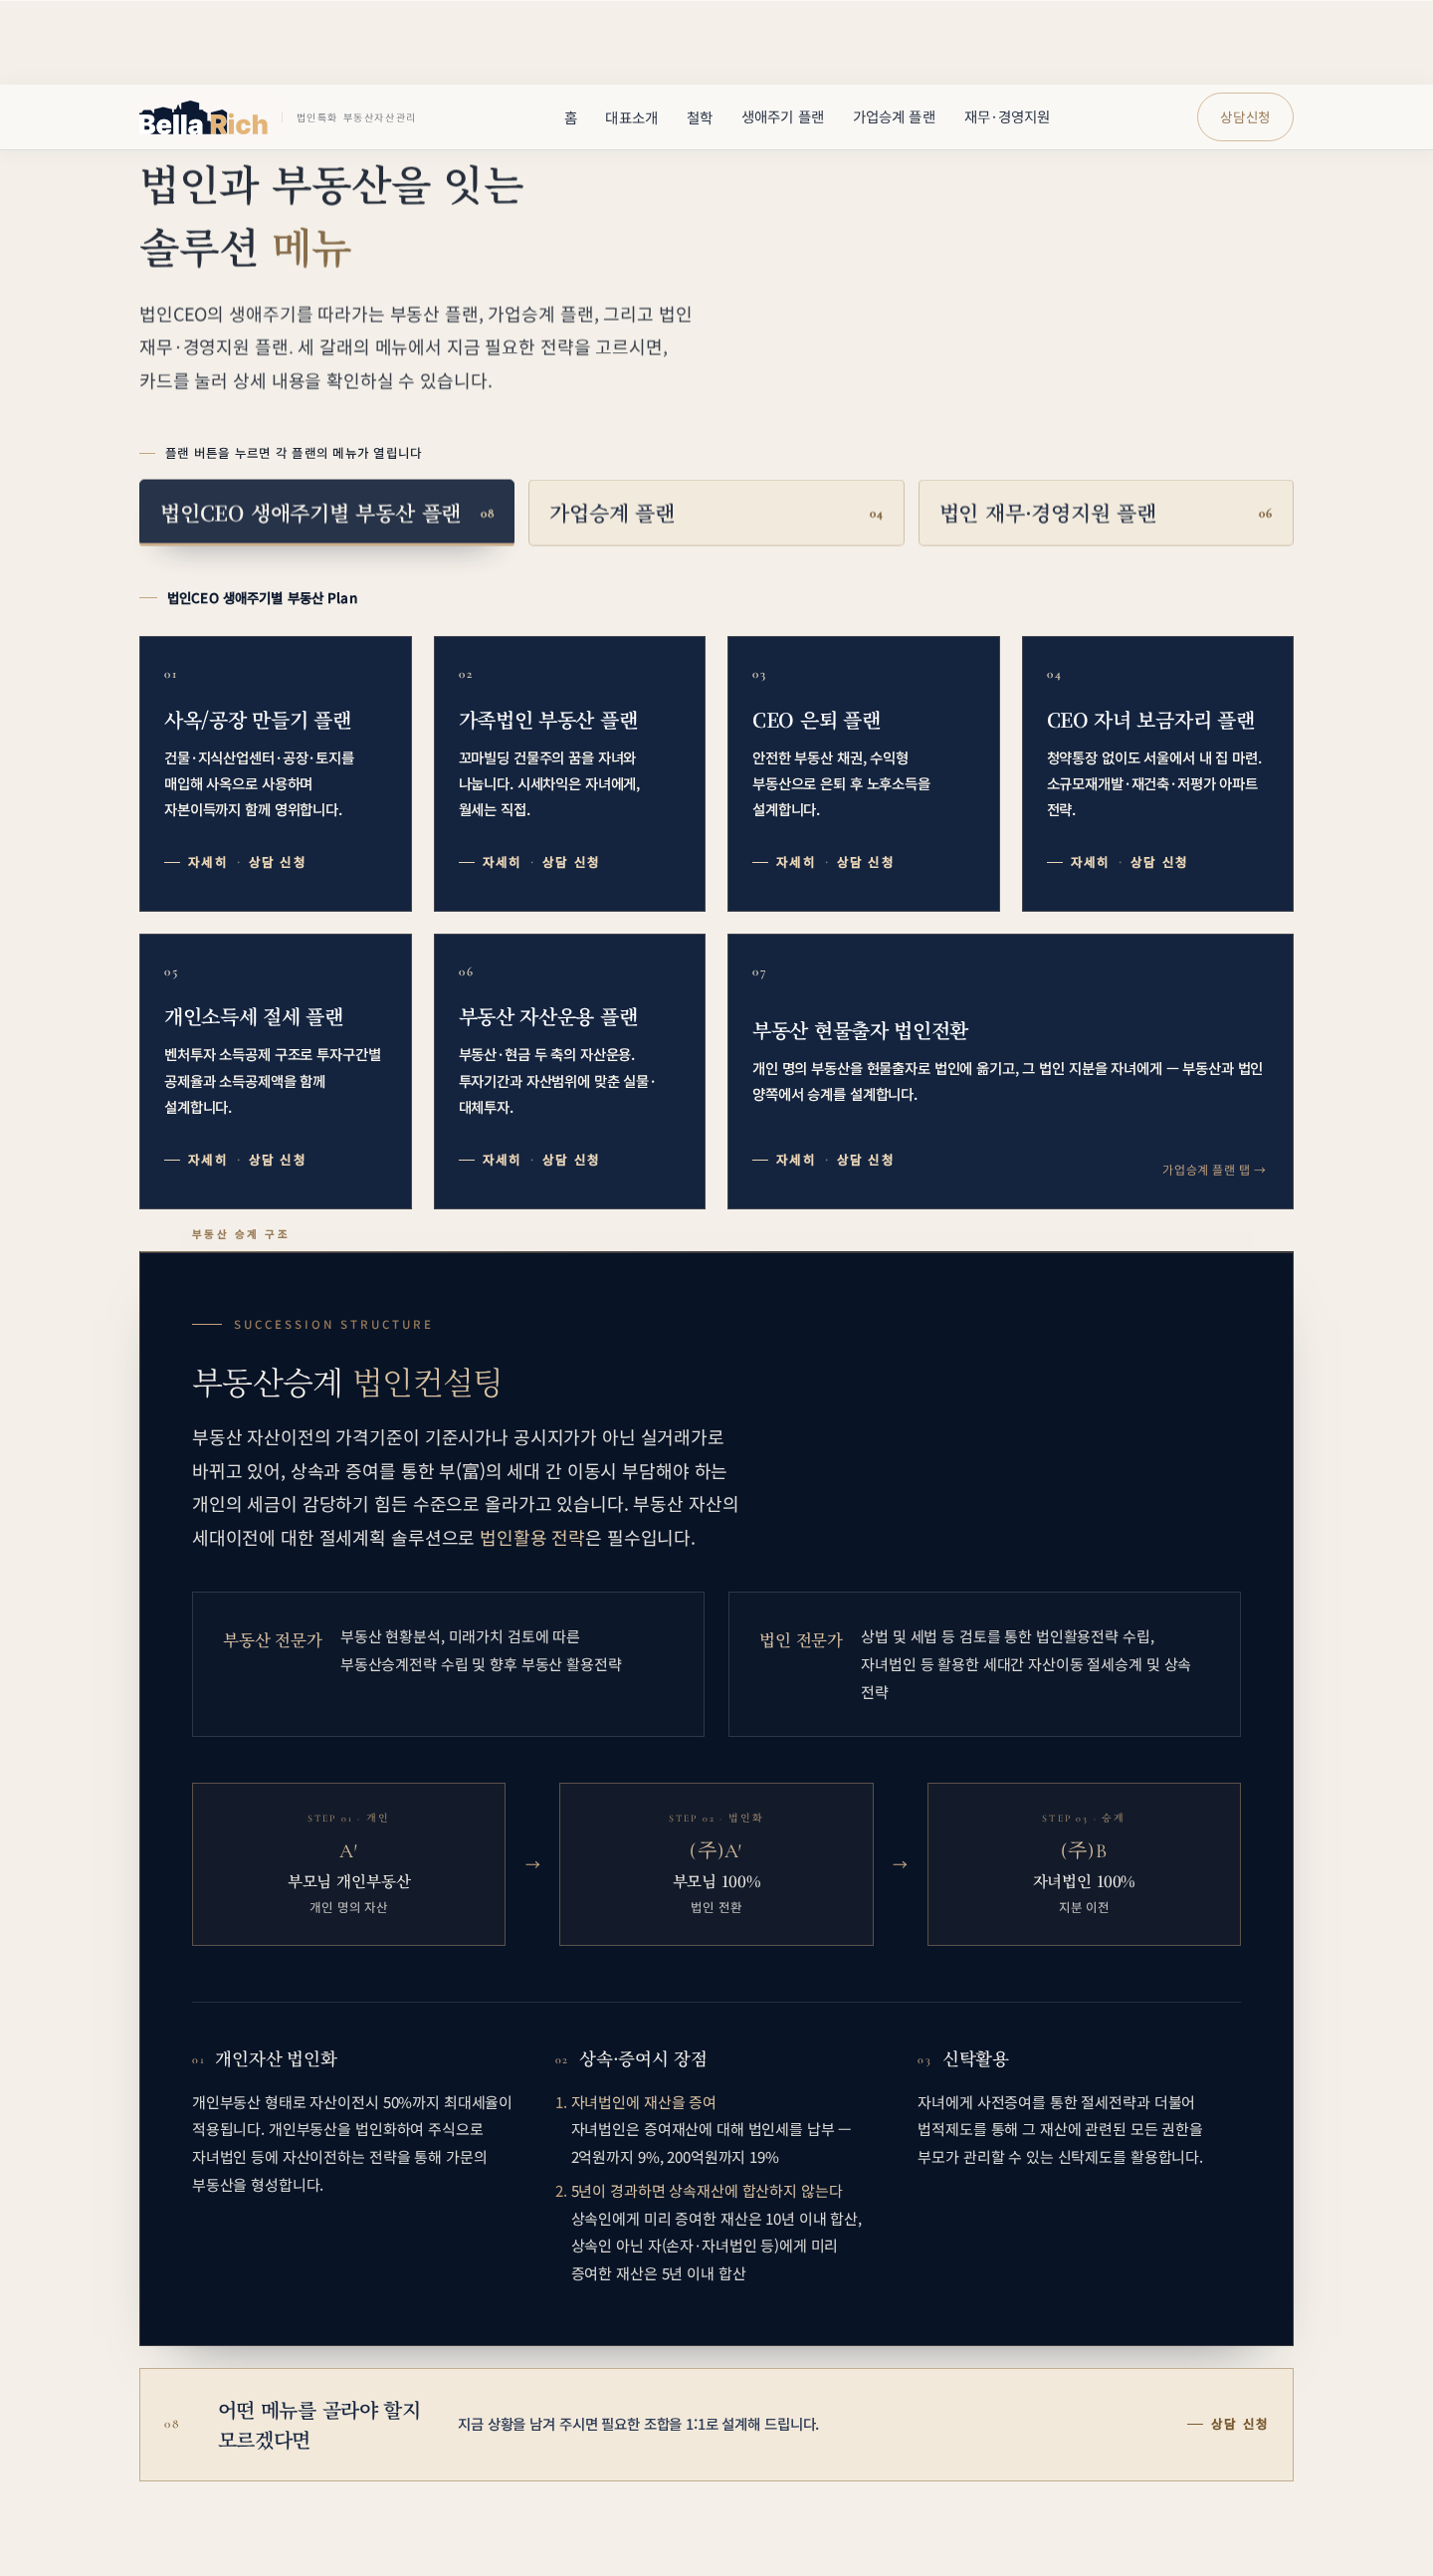 Bella Rich
법인특화 부동산자산관리
홈
대표소개
철학
생애주기 플랜
가업승계 플랜
재무·경영지원
상담신청
법인과 부동산을 잇는
솔루션 메뉴
법인CEO의 생애주기를 따라가는 부동산 플랜, 가업승계 플랜, 그리고 법인
재무·경영지원 플랜. 세 갈래의 메뉴에서 지금 필요한 전략을 고르시면,
카드를 눌러 상세 내용을 확인하실 수 있습니다.
플랜 버튼을 누르면 각 플랜의 메뉴가 열립니다
법인CEO 생애주기별 부동산 플랜 08
가업승계 플랜 04
법인 재무·경영지원 플랜 06
법인CEO 생애주기별 부동산 Plan
01
사옥/공장 만들기 플랜
건물·지식산업센터·공장·토지를
매입해 사옥으로 사용하며
자본이득까지 함께 영위합니다.
자세히 · 상담 신청
02
가족법인 부동산 플랜
꼬마빌딩 건물주의 꿈을 자녀와
나눕니다. 시세차익은 자녀에게,
월세는 직접.
자세히 · 상담 신청
03
CEO 은퇴 플랜
안전한 부동산 채권, 수익형
부동산으로 은퇴 후 노후소득을
설계합니다.
자세히 · 상담 신청
04
CEO 자녀 보금자리 플랜
청약통장 없이도 서울에서 내 집 마련.
소규모재개발·재건축·저평가 아파트
전략.
자세히 · 상담 신청
05
개인소득세 절세 플랜
벤처투자 소득공제 구조로 투자구간별
공제율과 소득공제액을 함께
설계합니다.
자세히 · 상담 신청
06
부동산 자산운용 플랜
부동산·현금 두 축의 자산운용.
투자기간과 자산범위에 맞춘 실물·
대체투자.
자세히 · 상담 신청
07
부동산 현물출자 법인전환
개인 명의 부동산을 현물출자로 법인에 옮기고, 그 법인 지분을 자녀에게 — 부동산과 법인
양쪽에서 승계를 설계합니다.
자세히 · 상담 신청
가업승계 플랜 탭 →
부동산 승계 구조
SUCCESSION STRUCTURE
부동산승계 법인컨설팅
부동산 자산이전의 가격기준이 기준시가나 공시지가가 아닌 실거래가로
바뀌고 있어, 상속과 증여를 통한 부(富)의 세대 간 이동시 부담해야 하는
개인의 세금이 감당하기 힘든 수준으로 올라가고 있습니다. 부동산 자산의
세대이전에 대한 절세계획 솔루션으로 법인활용 전략은 필수입니다.
부동산 전문가
부동산 현황분석, 미래가치 검토에 따른
부동산승계전략 수립 및 향후 부동산 활용전략
법인 전문가
상법 및 세법 등 검토를 통한 법인활용전략 수립,
자녀법인 등 활용한 세대간 자산이동 절세승계 및 상속
전략
STEP 01 · 개인
A′
부모님 개인부동산
개인 명의 자산
→
STEP 02 · 법인화
(주)A′
부모님 100%
법인 전환
→
STEP 03 · 승계
(주)B
자녀법인 100%
지분 이전
01 개인자산 법인화
개인부동산 형태로 자산이전시 50%까지 최대세율이
적용됩니다. 개인부동산을 법인화하여 주식으로
자녀법인 등에 자산이전하는 전략을 통해 가문의
부동산을 형성합니다.
02 상속·증여시 장점
1. 자녀법인에 재산을 증여
자녀법인은 증여재산에 대해 법인세를 납부 —
2억원까지 9%, 200억원까지 19%
2. 5년이 경과하면 상속재산에 합산하지 않는다
상속인에게 미리 증여한 재산은 10년 이내 합산,
상속인 아닌 자(손자·자녀법인 등)에게 미리
증여한 재산은 5년 이내 합산
03 신탁활용
자녀에게 사전증여를 통한 절세전략과 더불어
법적제도를 통해 그 재산에 관련된 모든 권한을
부모가 관리할 수 있는 신탁제도를 활용합니다.
08
어떤 메뉴를 골라야 할지
모르겠다면
지금 상황을 남겨 주시면 필요한 조합을 1:1로 설계해 드립니다.
상담 신청